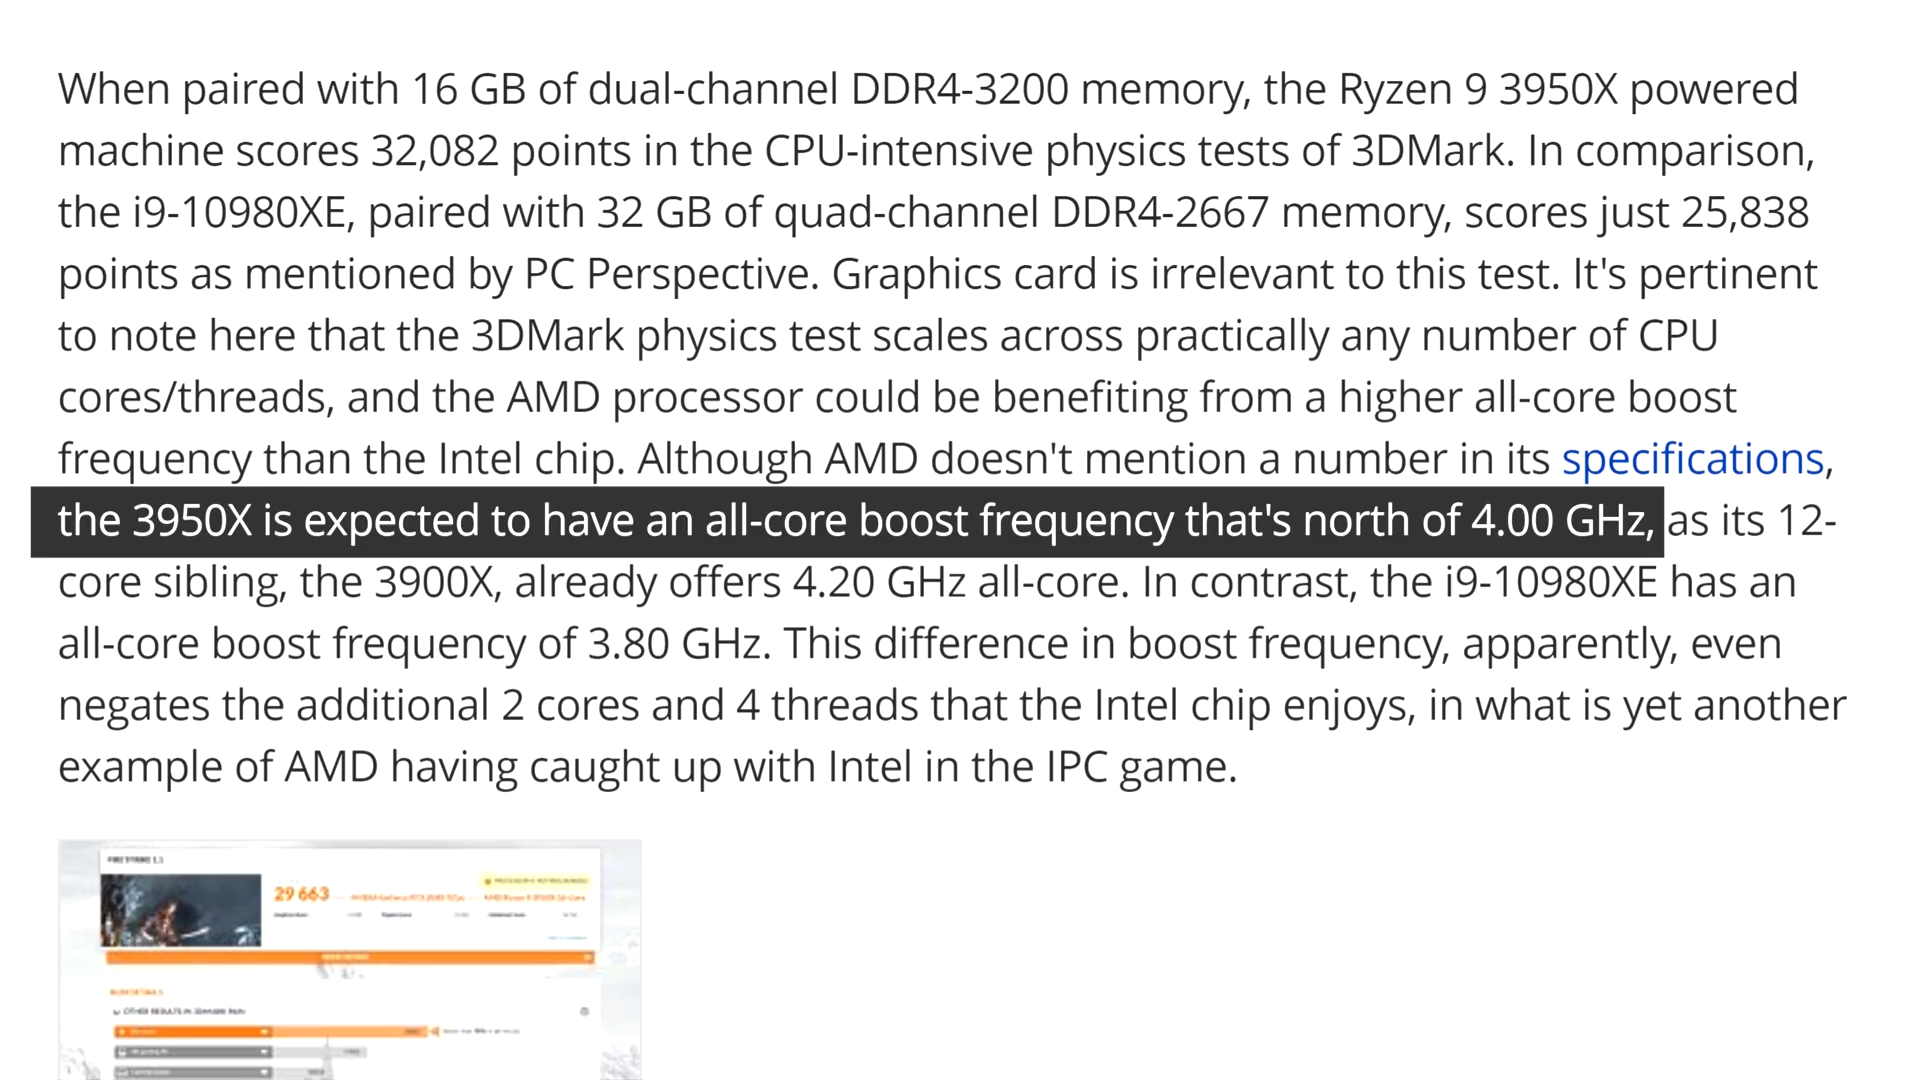 When paired with 16 GB of dual-channel DDR4-3200 memory, the Ryzen 9 3950X powered
machine scores 32,082 points in the CPU-intensive physics tests of 3DMark. In comparison,
the i9-10980XE, paired with 32 GB of quad-channel DDR4-2667 memory, scores just 25,838
points as mentioned by PC Perspective. Graphics card is irrelevant to this test. It's pertinent
to note here that the 3DMark physics test scales across practically any number of CPU
cores/threads, and the AMD processor could be benefiting from a higher all-core boost
frequency than the Intel chip. Although AMD doesn't mention a number in its specifications,
the 3950X is expected to have an all-core boost frequency that's north of 4.00 GHz, as its 12-
core sibling, the 3900X, already offers 4.20 GHz all-core. In contrast, the i9-10980XE has an
all-core boost frequency of 3.80 GHz. This difference in boost frequency, apparently, even
negates the additional 2 cores and 4 threads that the Intel chip enjoys, in what is yet another
example of AMD having caught up with Intel in the IPC game.
FIRE STRIKE 1.1
29 663